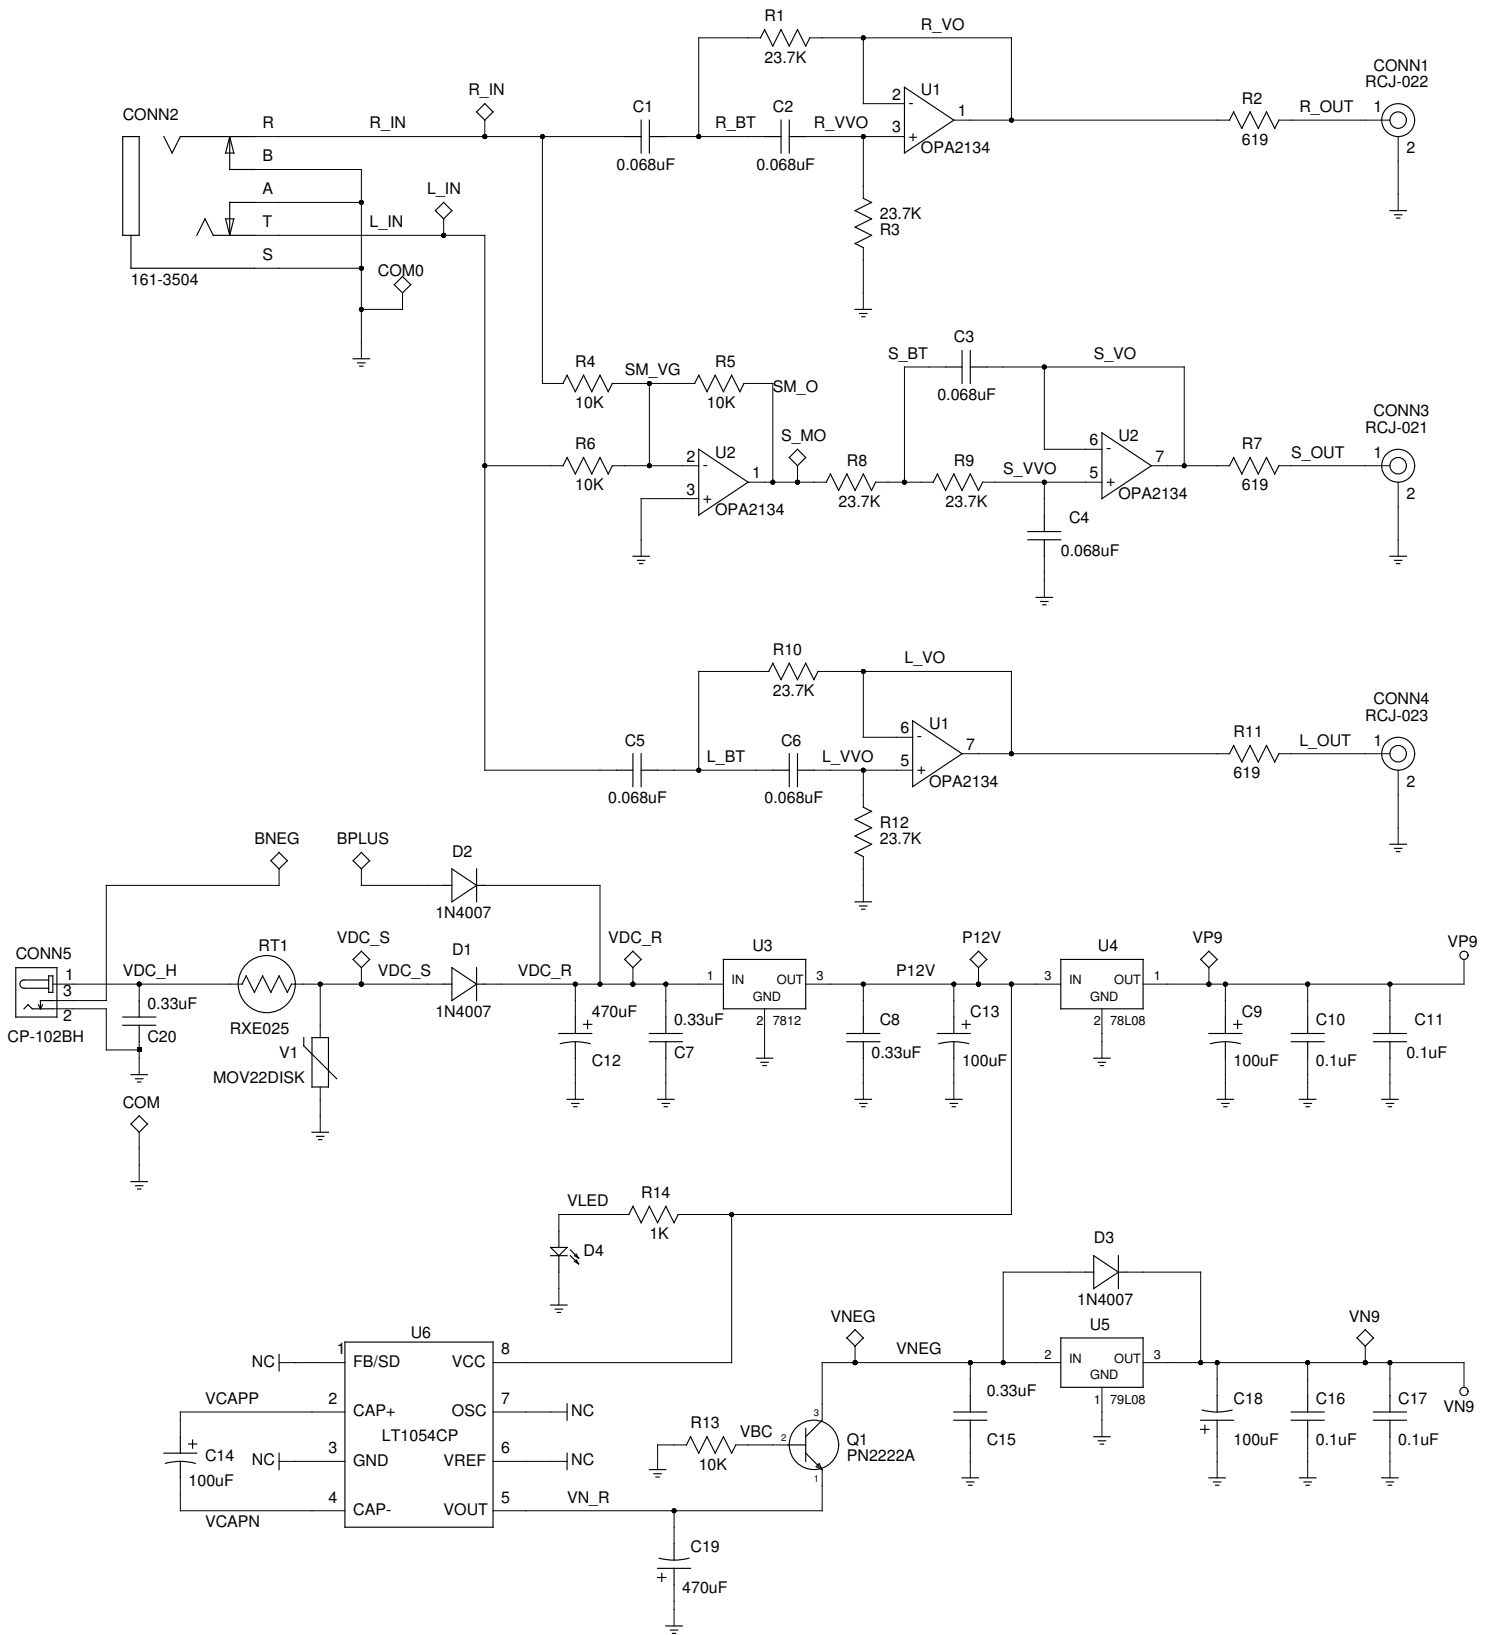 R1
23.7K
R_VO
CONN1
RCJ-022
CONN2
R
R_IN
R_IN
C1
0.068uF
R_BT
C2
0.068uF
R_VVO
2
-
3
+
U1
1
OPA2134
R2
619
R_OUT
1
2
B
A
T
L_IN
L_IN
S
161-3504
COM0
23.7K
R3
R4
10K
SM_VG
R5
10K
SM_O
S_BT
C3
0.068uF
S_VO
CONN3
RCJ-021
R6
10K
2
-
3
+
U2
1
OPA2134
S_MO
R8
23.7K
R9
23.7K
S_VVO
6
-
5
+
U2
7
OPA2134
R7
619
S_OUT
1
2
C4
0.068uF
R10
23.7K
L_VO
CONN4
RCJ-023
C5
0.068uF
L_BT
C6
0.068uF
L_VVO
6
-
5
+
U1
7
OPA2134
R11
619
L_OUT
1
2
R12
23.7K
BNEG
BPLUS
D2
1N4007
CONN5
1
3
2
CP-102BH
VDC_H
0.33uF
C20
RT1
RXE025
VDC_S
VDC_S
V1
MOV22DISK
D1
1N4007
VDC_R
VDC_R
+
470uF
C12
0.33uF
C7
U3
1
IN
OUT
3
GND
2
7812
P12V
P12V
C8
0.33uF
+
C13
100uF
U4
3
IN
OUT
1
GND
2
78L08
VP9
VP9
+
C9
100uF
C10
0.1uF
C11
0.1uF
COM
VLED
R14
1K
D4
D3
1N4007
U6
NC
1
FB/SD
VCC
8
VCAPP
2
CAP+
OSC
7
NC
LT1054CP
+
C14
100uF
NC
3
GND
VREF
6
NC
4
CAP-
VOUT
5
VCAPN
VN_R
R13
10K
VBC
2
3
1
Q1
PN2222A
VNEG
VNEG
0.33uF
C15
U5
2
IN
OUT
3
GND
1
79L08
VN9
VN9
C18
+
100uF
C16
0.1uF
C17
0.1uF
C19
+
470uF